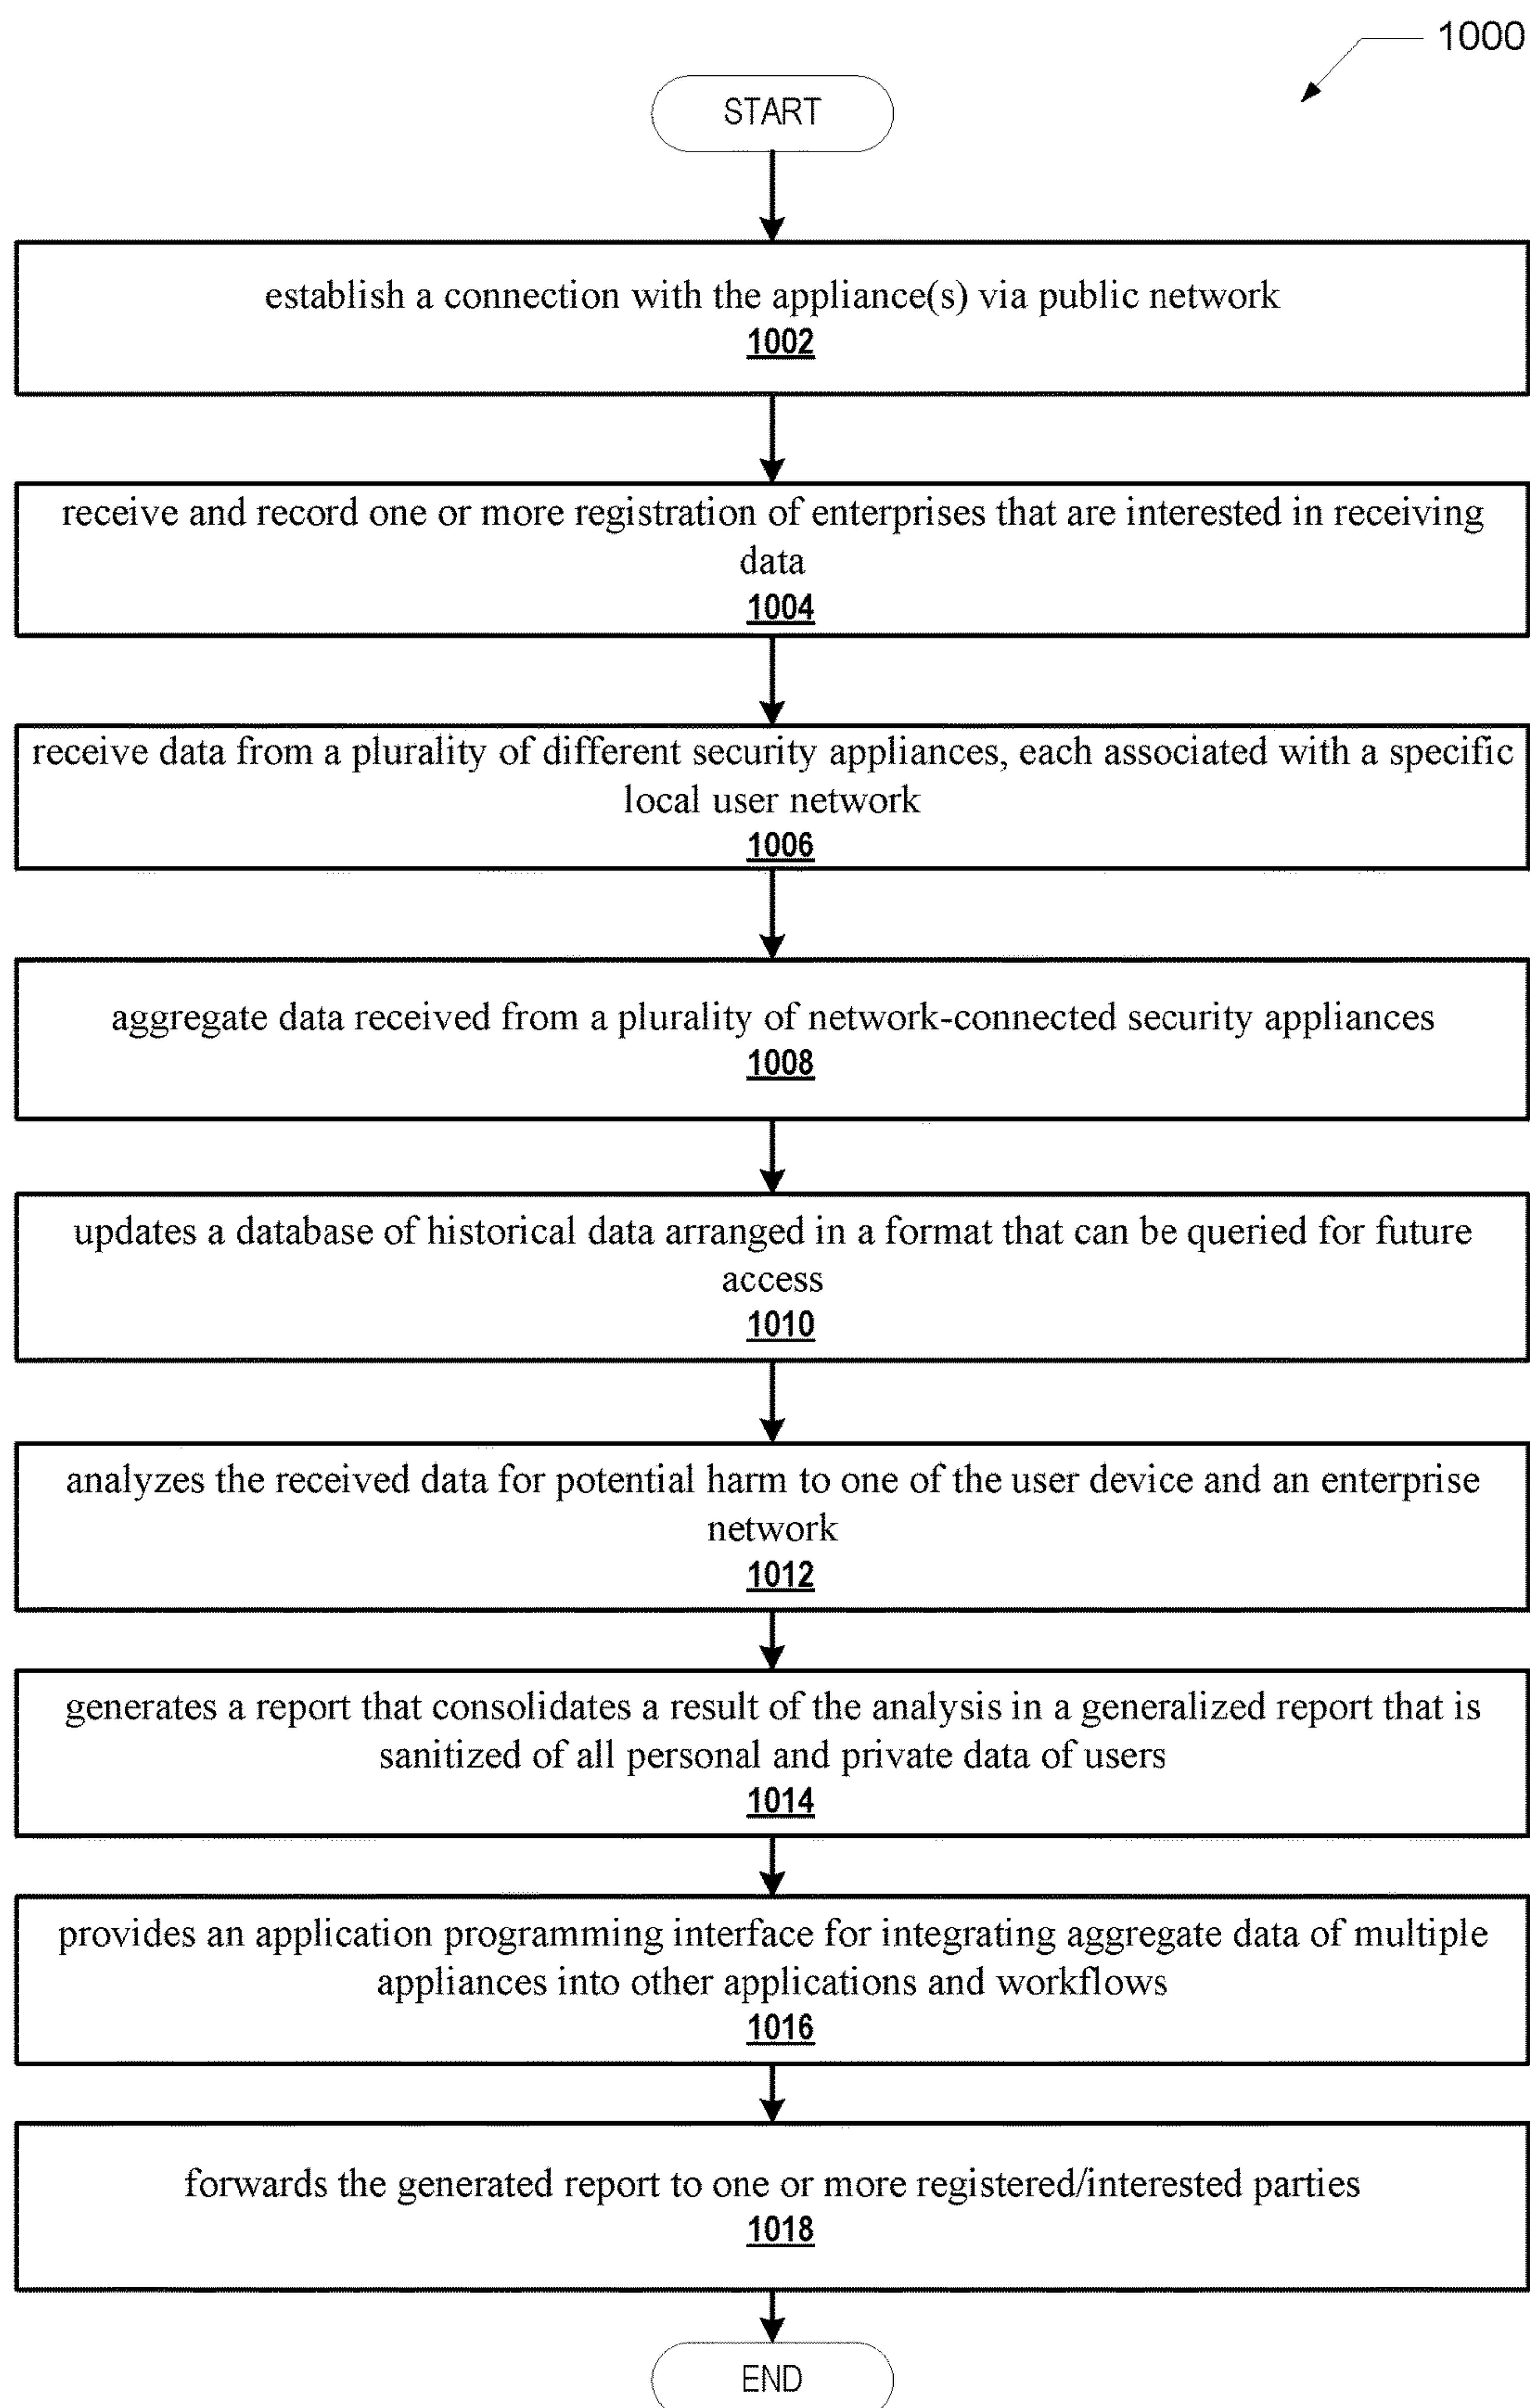 1000
START
establish a connection with the appliance(s) via public network
1002
receive and record one or more registration of enterprises that are interested in receiving
data
1004
receive data from a plurality of different security appliances, each associated with a specific
local user network
1006
aggregate data received from a plurality of network-connected security appliances
1008
updates a database of historical data arranged in a format that can be queried for future
access
1010
analyzes the received data for potential harm to one of the user device and an enterprise
network
1012
generates a report that consolidates a result of the analysis in a generalized report that is
sanitized of all personal and private data of users
1014
provides an application programming interface for integrating aggregate data of multiple
appliances into other applications and workflows
1016
forwards the generated report to one or more registered/interested parties
1018
END